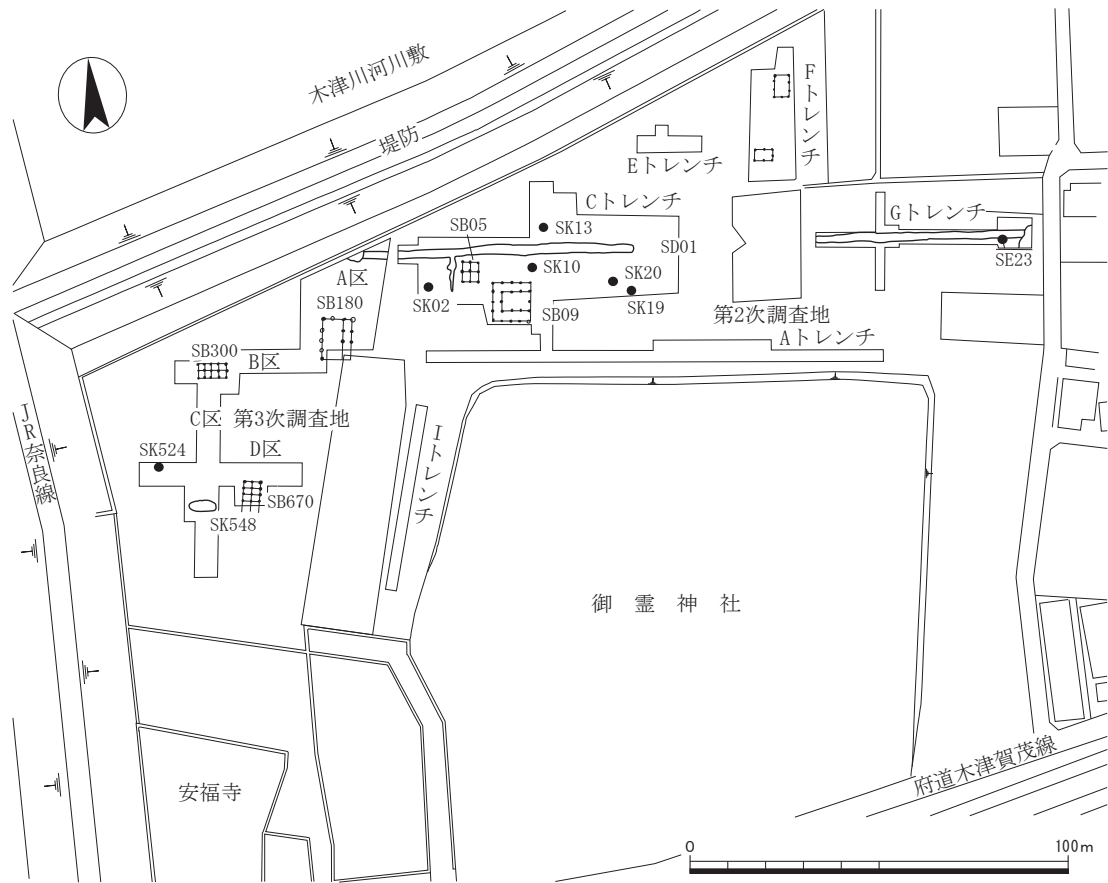 木津川河川敷
堤防
Fトレンチ
Eトレンチ
Cトレンチ
Gトレンチ
SK13
SB05
SD01
SE23
SK10
SK20
A区
SK02
SK19
SB180
SB09
第2次調査地
Aトレンチ
SB300
B区
C区 第3次調査地
JR奈良線
Iトレンチ
SK524
D区
SB670
SK548
御霊神社
府道木津賀茂線
安福寺
0
100m